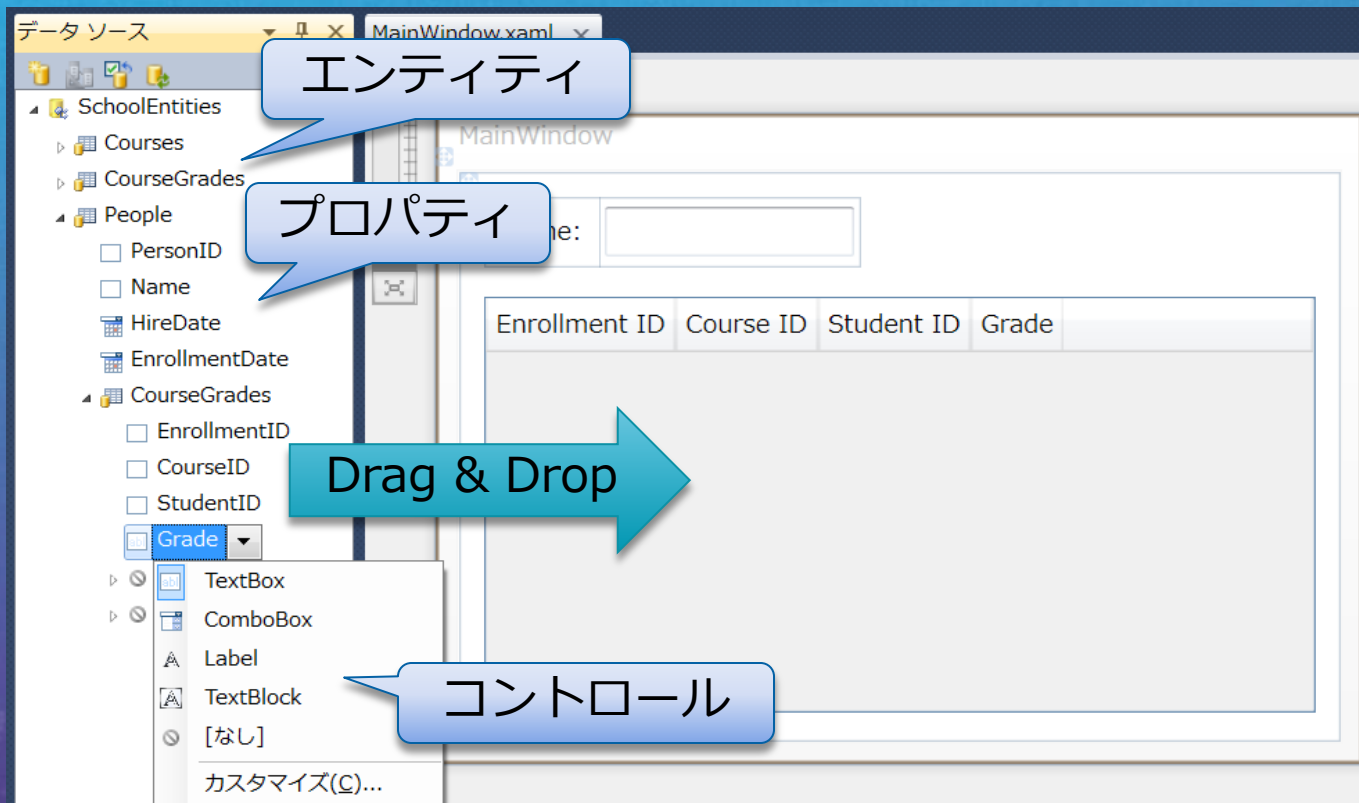 データ ソース
MainWindow.xaml
エンティティ
SchoolEntities
Courses
CourseGrades
People
プロパティ
PersonID
Name
HireDate
EnrollmentDate
CourseGrades
EnrollmentID
CourseID
StudentID
Grade
TextBox
ComboBox
Label
TextBlock
[なし]
カスタマイズ(C)...
MainWindow
Enrollment ID Course ID Student ID Grade
Drag & Drop
コントロール